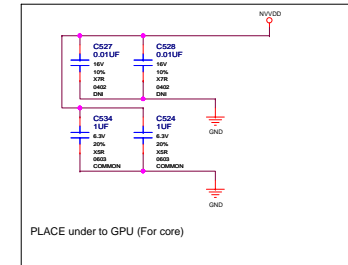 NVVDD
C527
0.01UF
16V
10%
X7R
0402
DNI
C528
0.01UF
16V
10%
X7R
0402
DNI
GND
C534
1UF
6.3V
20%
X5R
0603
COMMON
C524
1UF
6.3V
20%
X5R
0603
COMMON
GND
PLACE under to GPU (For core)